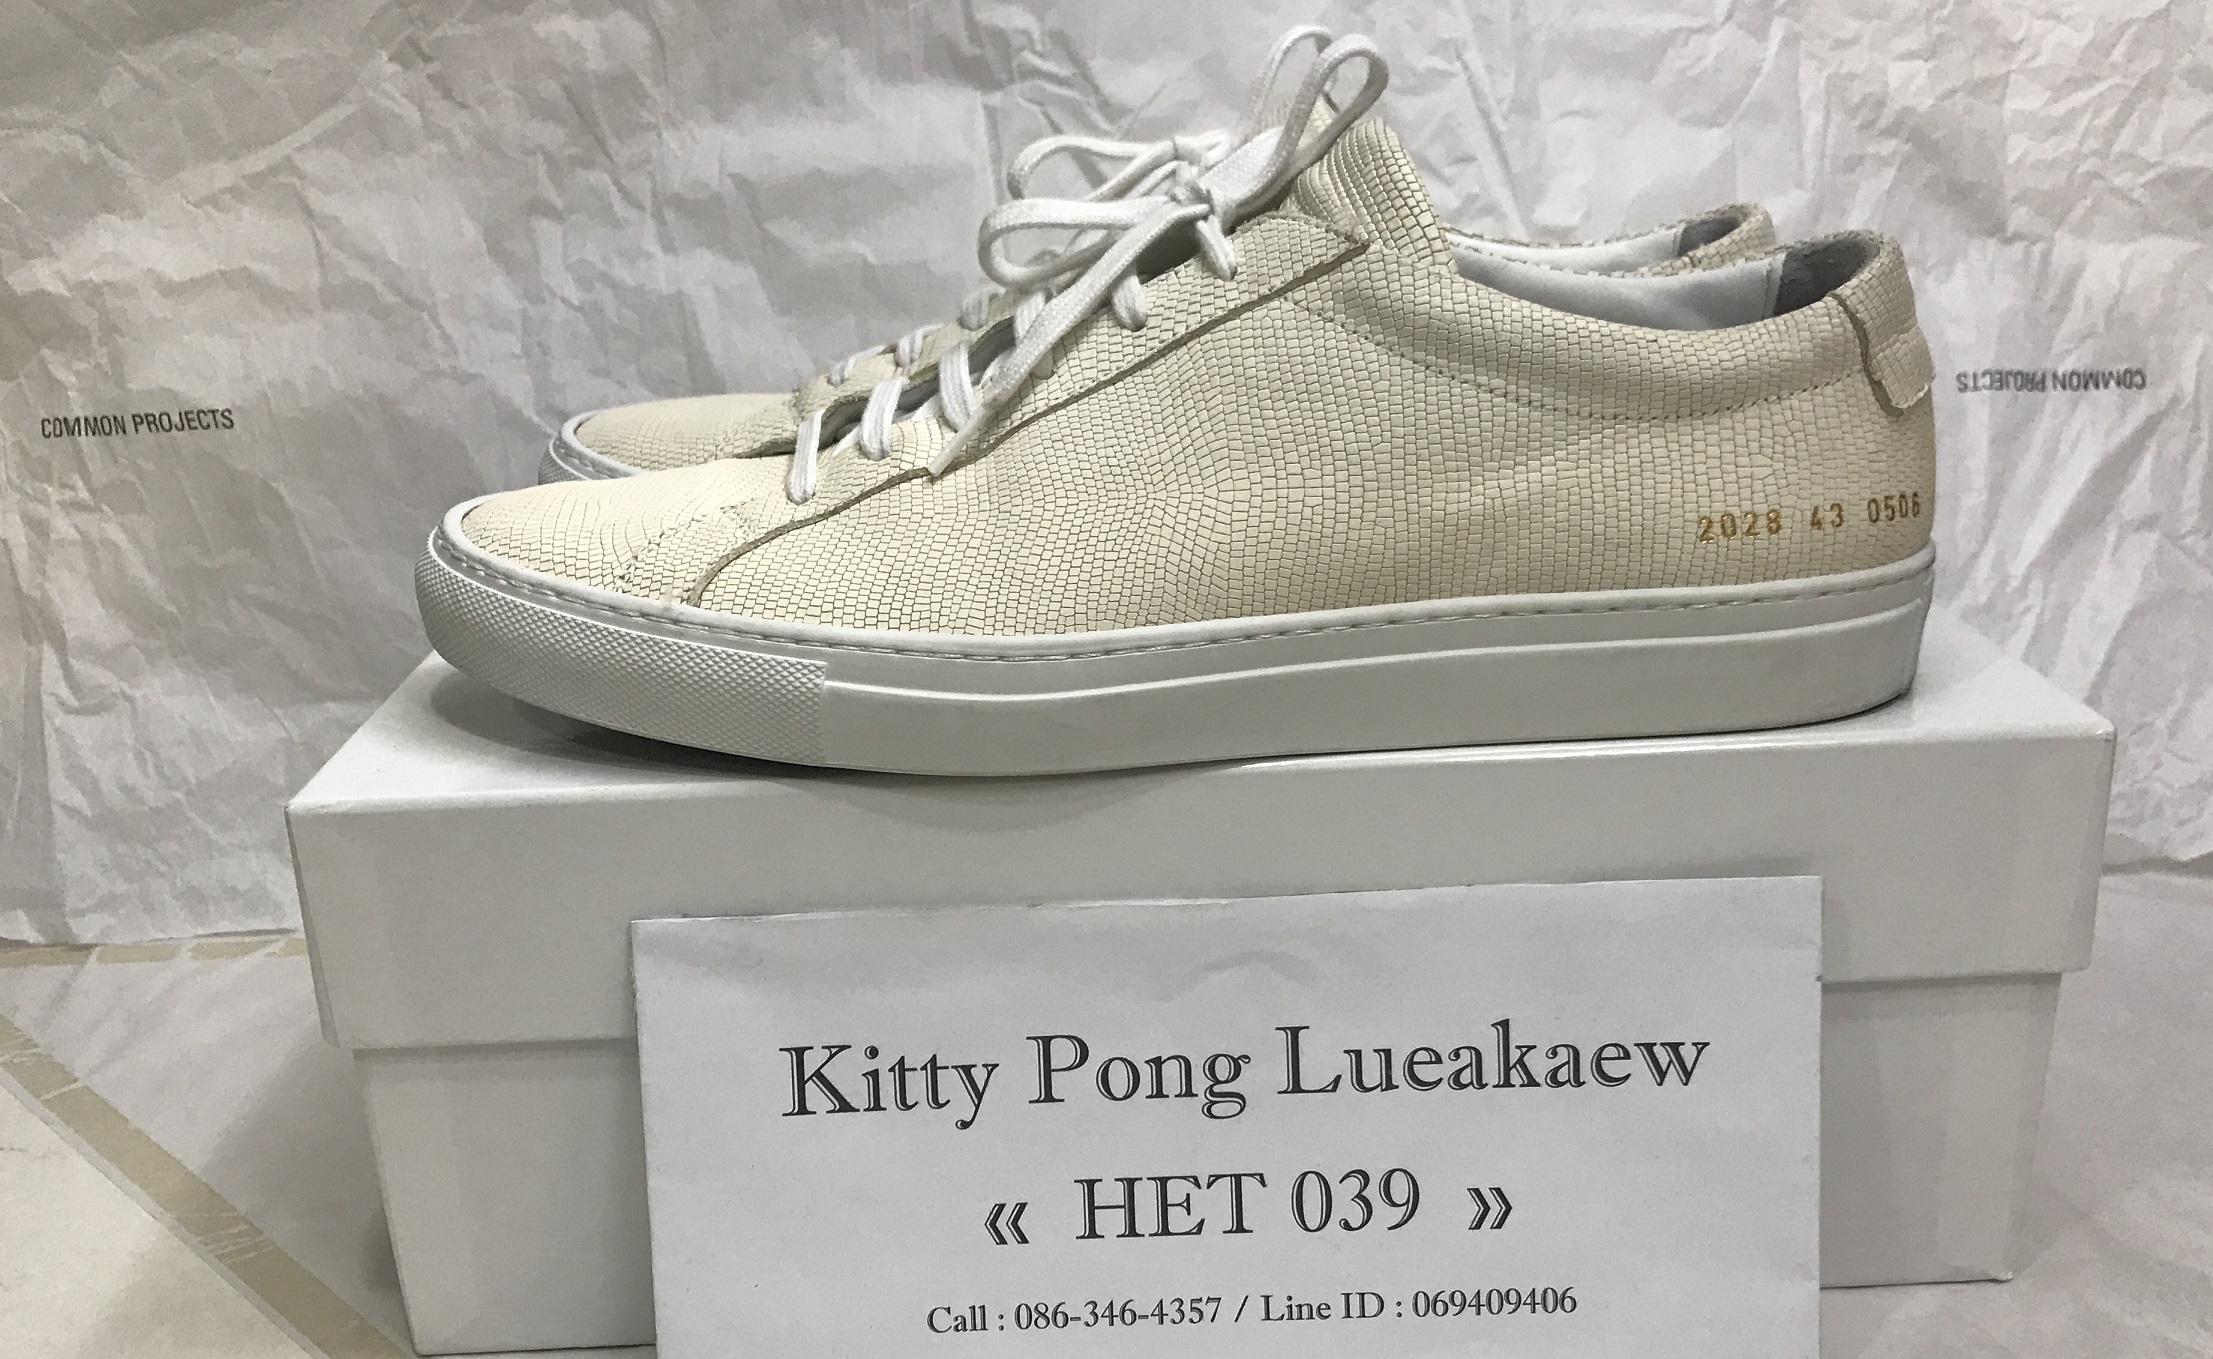 COMMON PROJECTS
COMMON PROJECTS
2028 43 0506
Kitty Pong Lueakaew
« HET 039 »
Call : 086-346-4357 / Line ID : 069409406